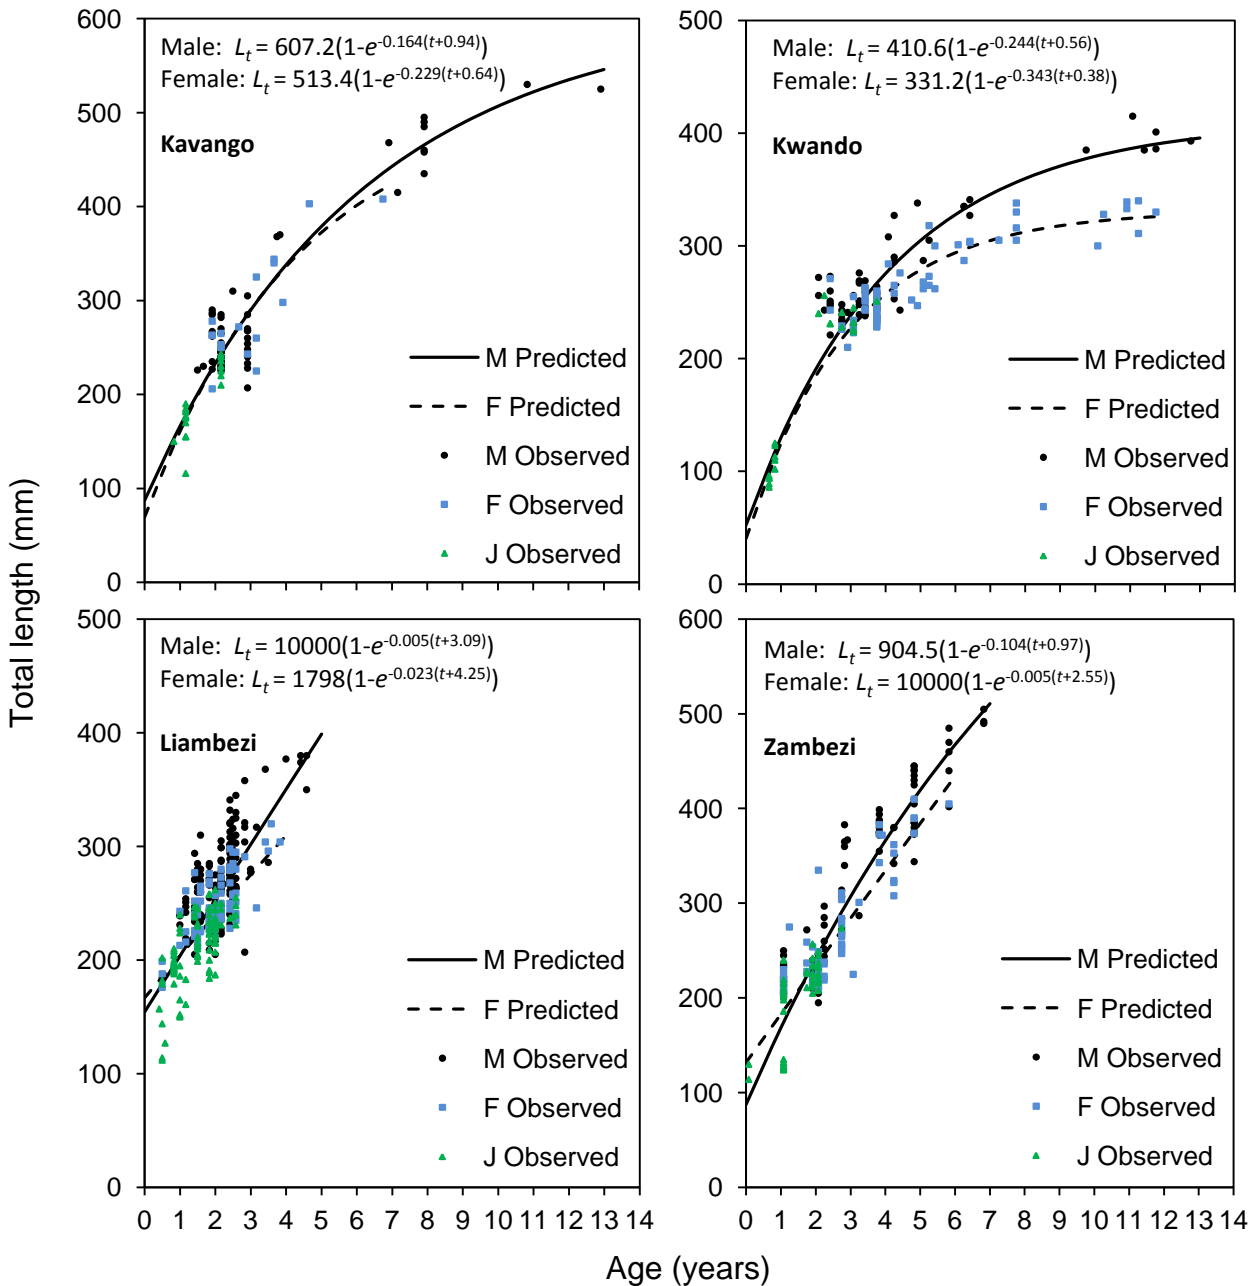 Total length (mm)
600
500
400
300
200
100
0
Male: Lt = 607.2(1-e-0.164(t+0.94))
Female: Lt = 513.4(1-e-0.229(t+0.64))
Kavango
M Predicted
F Predicted
M Observed
F Observed
J Observed
500
400
300
200
100
0
Male: Lt = 410.6(1-e-0.244(t+0.56))
Female: Lt = 331.2(1-e-0.343(t+0.38))
Kwando
M Predicted
F Predicted
M Observed
F Observed
J Observed
500
400
300
200
100
0
Male: Lt = 10000(1-e-0.005(t+3.09))
Female: Lt = 1798(1-e-0.023(t+4.25))
Liambezi
M Predicted
F Predicted
M Observed
F Observed
J Observed
0 1 2 3 4 5 6 7 8 9 10 11 12 13 14
600
500
400
300
200
100
0
Male: Lt = 904.5(1-e-0.104(t+0.97))
Female: Lt = 10000(1-e-0.005(t+2.55))
Zambezi
M Predicted
F Predicted
M Observed
F Observed
J Observed
0 1 2 3 4 5 6 7 8 9 10 11 12 13 14
Age (years)